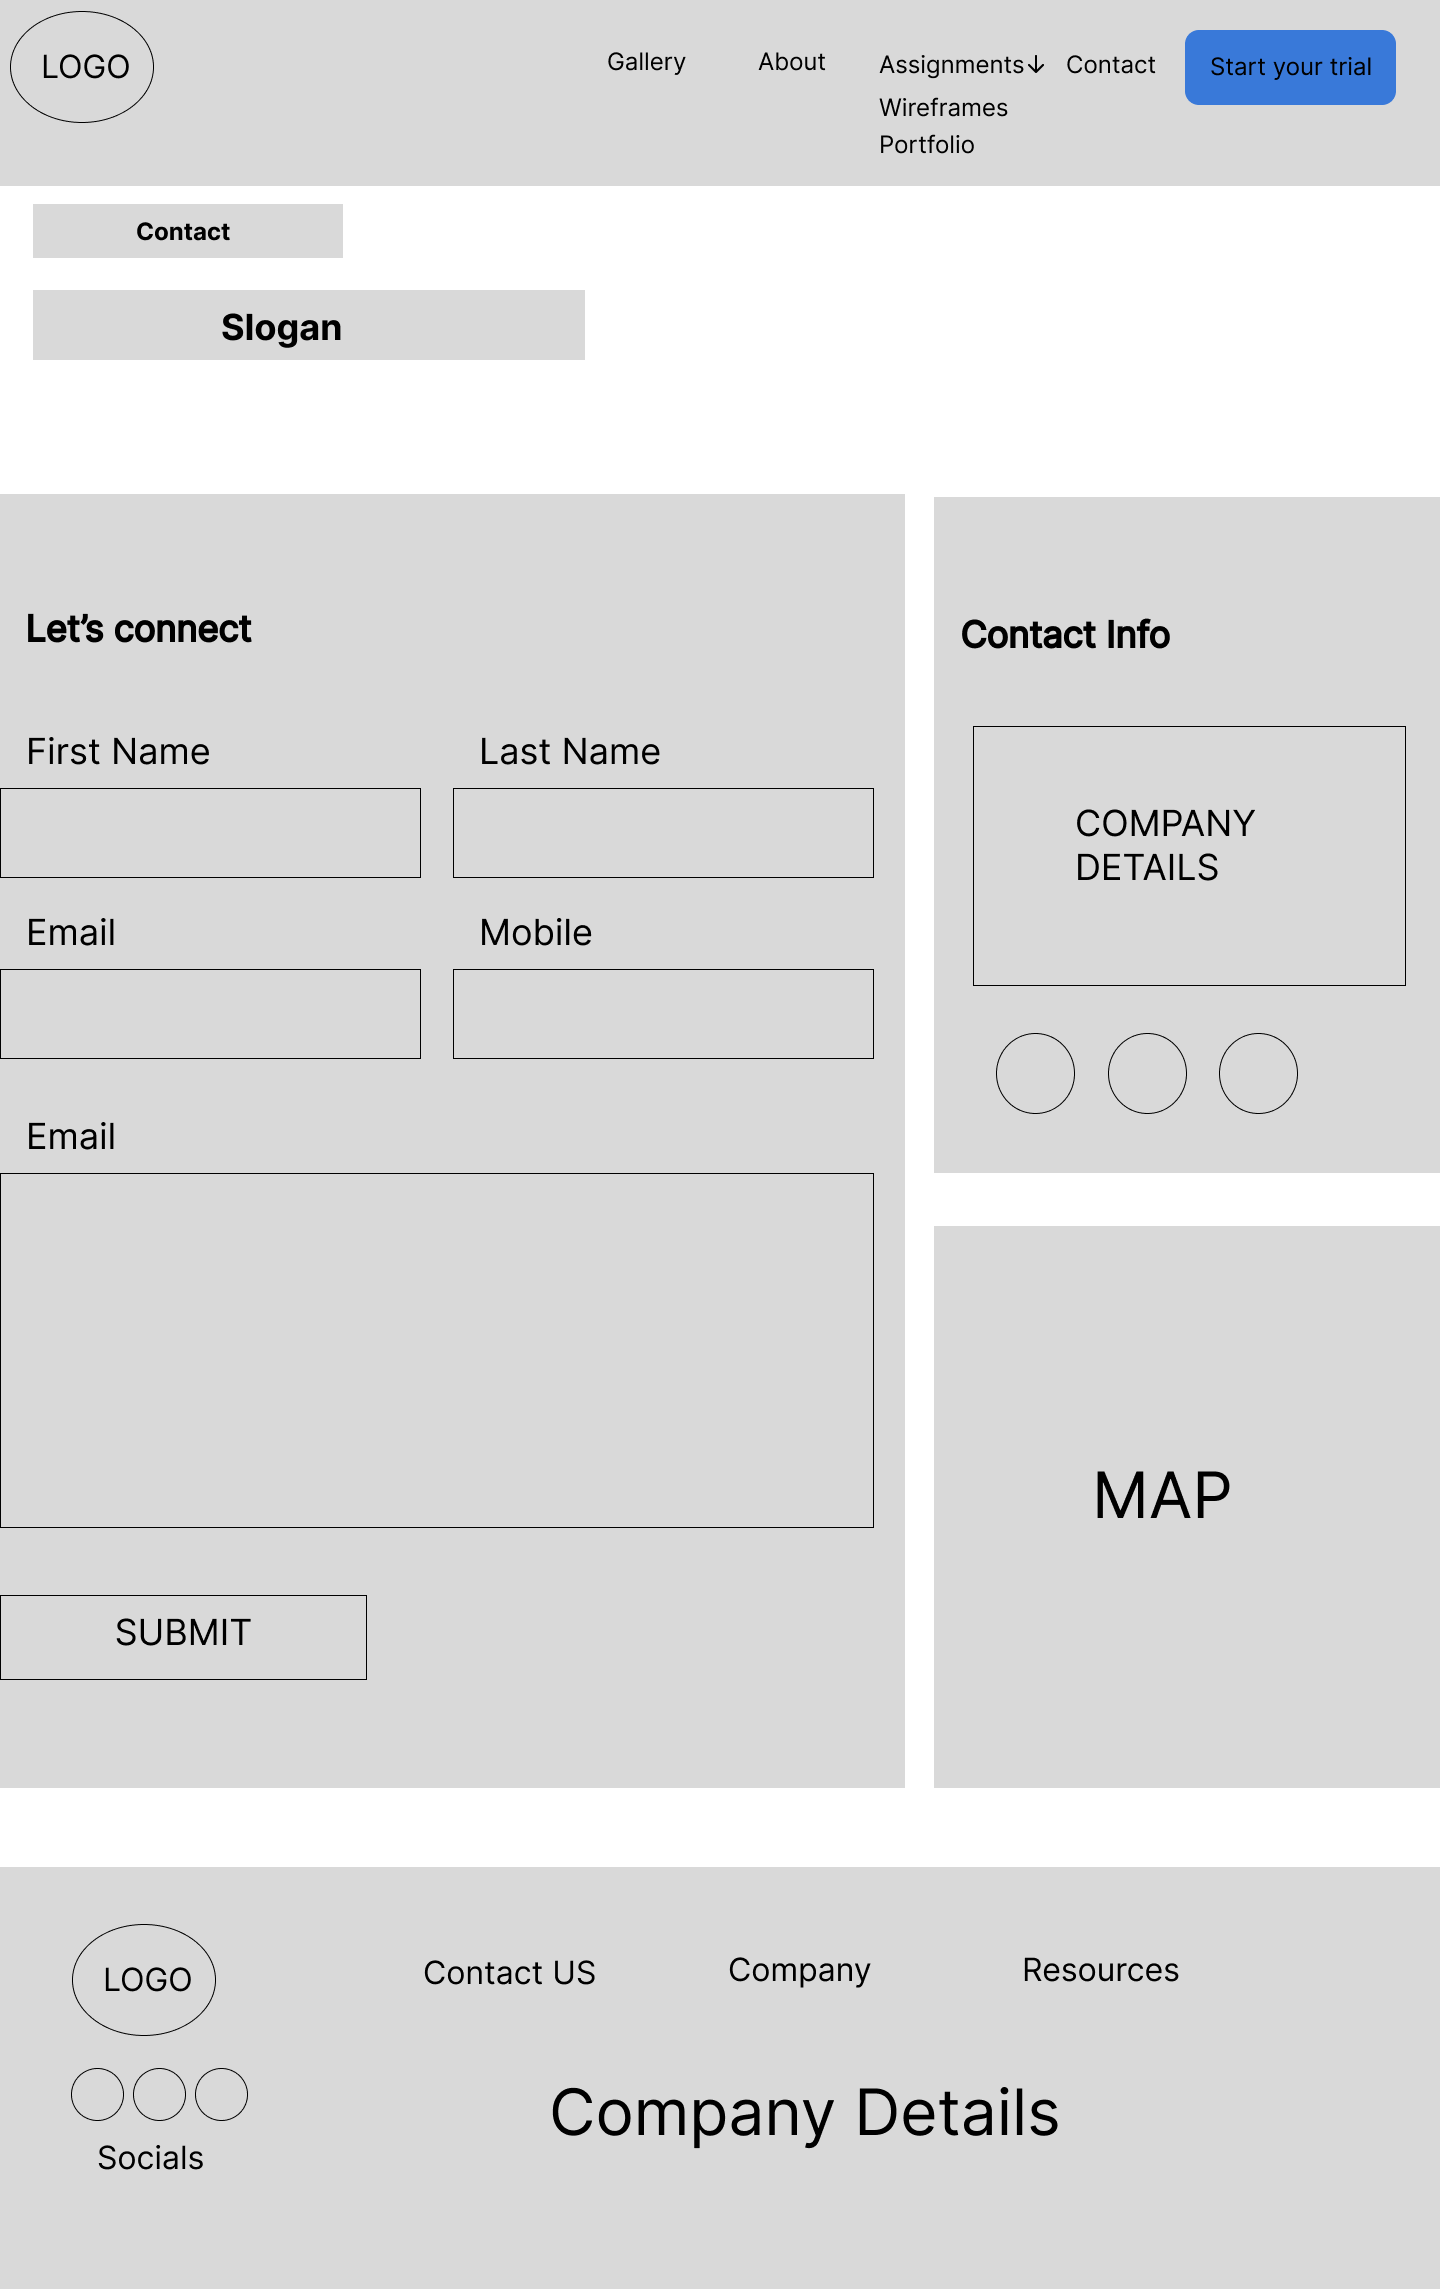 LOGO
Gallery
About
Assignments↓
Contact
Start your trial
Wireframes
Portfolio
Contact
Slogan
Let’s connect
First Name
Last Name
Email
Mobile
Email
SUBMIT
Contact Info
COMPANY
DETAILS
MAP
LOGO
Socials
Contact US
Company
Resources
Company Details